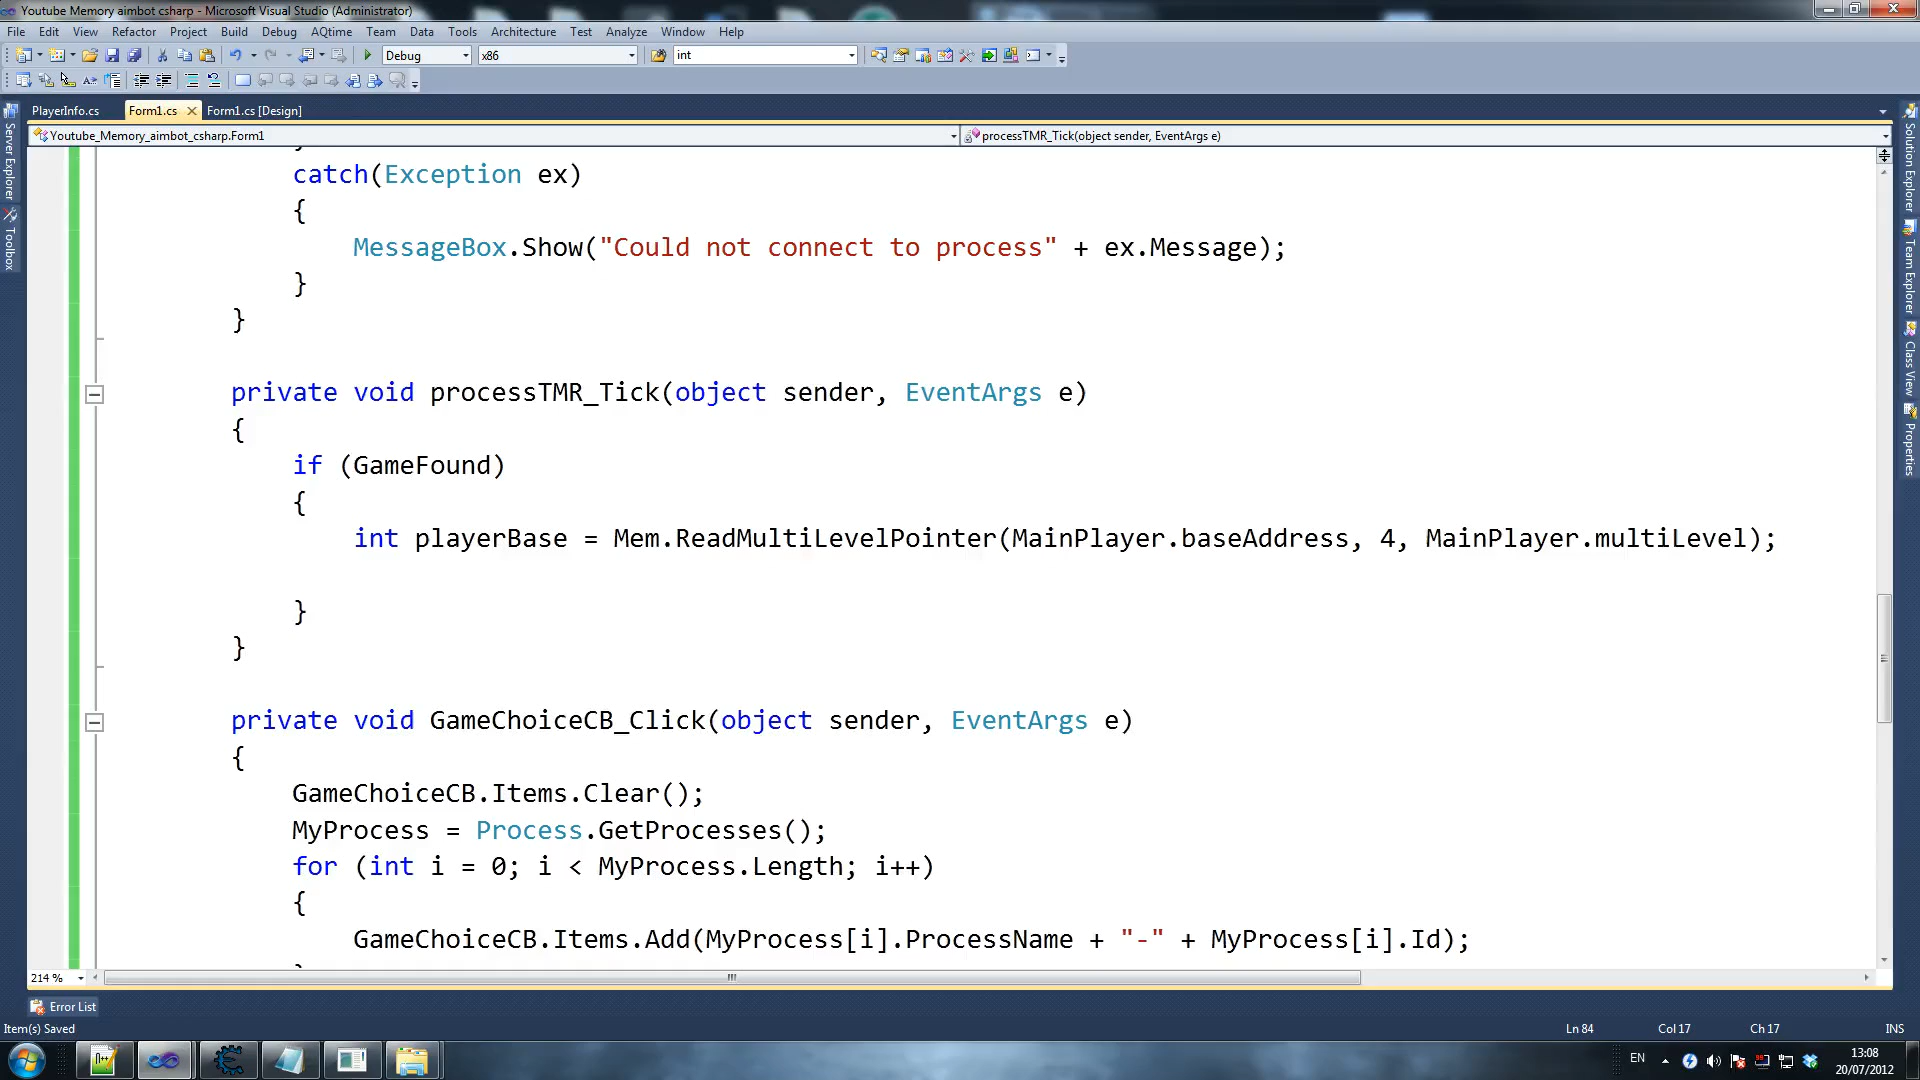 Youtube Memory aimbot csharp - Microsoft Visual Studio (Administrator)
File Edit View Refactor Project Build Debug AQtime Team Data Tools Architecture Test Analyze Window Help
Debug x86 int
PlayerInfo.cs Form1.cs Form1.cs [Design]
Youtube_Memory_aimbot_csharp.Form1 processTMR_Tick(object sender, EventArgs e)
Server Explorer
Toolbox
Solution Explorer
Team Explorer
Class View
Properties
catch(Exception ex)
{
MessageBox.Show("Could not connect to process" + ex.Message);
}
}
private void processTMR_Tick(object sender, EventArgs e)
{
if (GameFound)
{
int playerBase = Mem.ReadMultiLevelPointer(MainPlayer.baseAddress, 4, MainPlayer.multiLevel);
}
}
private void GameChoiceCB_Click(object sender, EventArgs e)
{
GameChoiceCB.Items.Clear();
MyProcess = Process.GetProcesses();
for (int i = 0; i < MyProcess.Length; i++)
{
GameChoiceCB.Items.Add(MyProcess[i].ProcessName + "-" + MyProcess[i].Id);
214 %
Error List
Item(s) Saved Ln 84 Col 17 Ch 17 INS
EN 13:08
20/07/2012